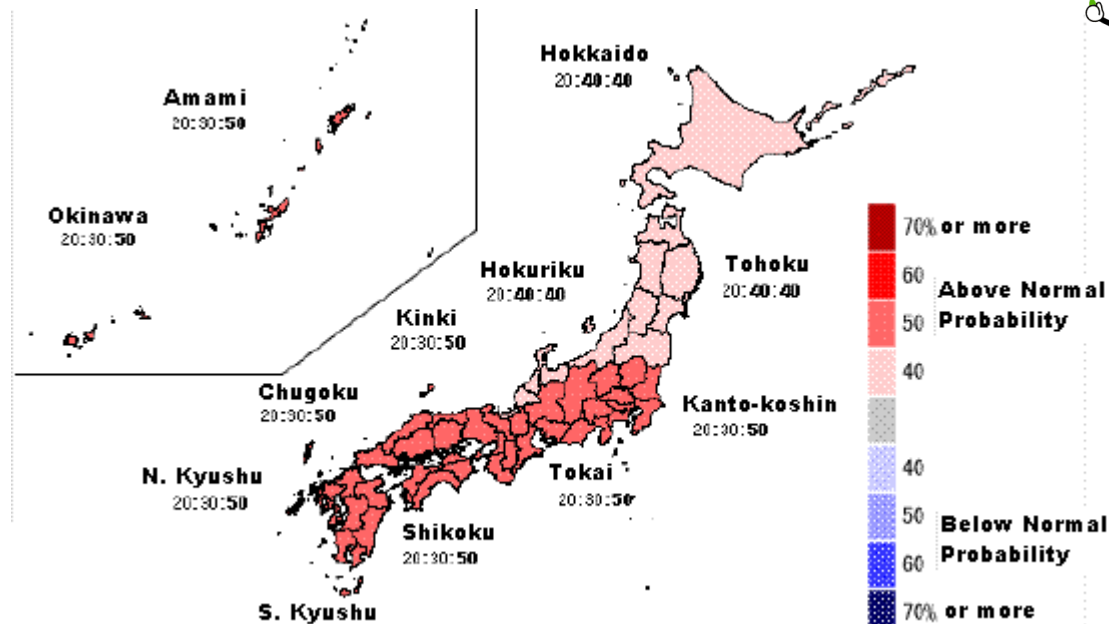 Hokkaido
20:40:40
Amami
20:30:50
Okinawa
20:30:50
Hokuriku
20:40:40
Tohoku
20:40:40
Kinki
20:30:50
Chugoku
20:30:50
Kanto-koshin
20:30:50
N. Kyushu
20:30:50
Tokai
20:30:50
Shikoku
20:30:50
S. Kyushu
70% or more
60
Above Normal
50
Probability
40
40
50
Below Normal
Probability
60
70% or more